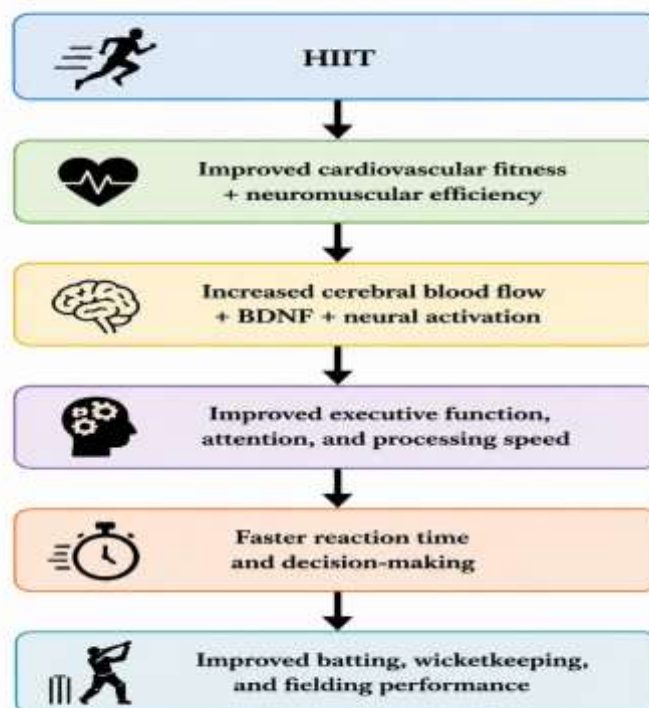 HIIT
Improved cardiovascular fitness
+ neuromuscular efficiency
Increased cerebral blood flow
+ BDNF + neural activation
Improved executive function,
attention, and processing speed
Faster reaction time
and decision-making
Improved batting, wicketkeeping,
and fielding performance